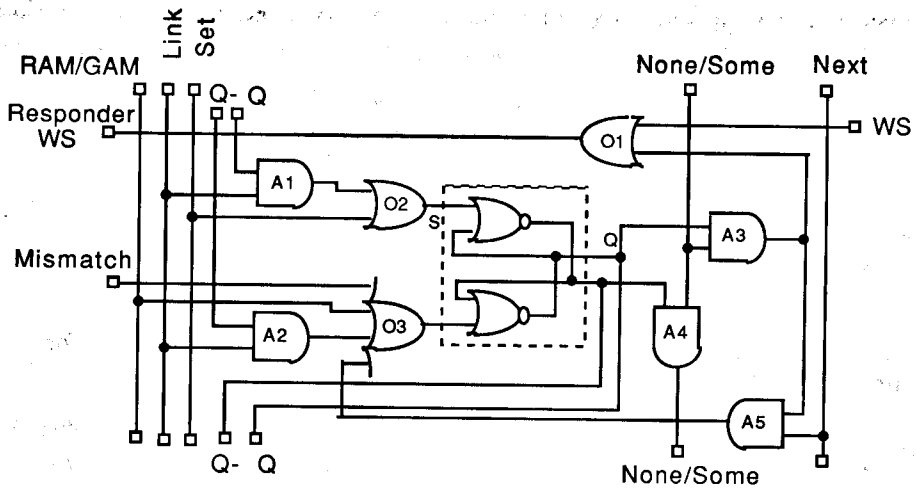 Link
Set
RAM/GAM
Q- Q
None/Some
Next
Responder
WS
WS
O1
A1
O2
S
Q
A3
Mismatch
O3
A2
A4
A5
Q- Q
None/Some